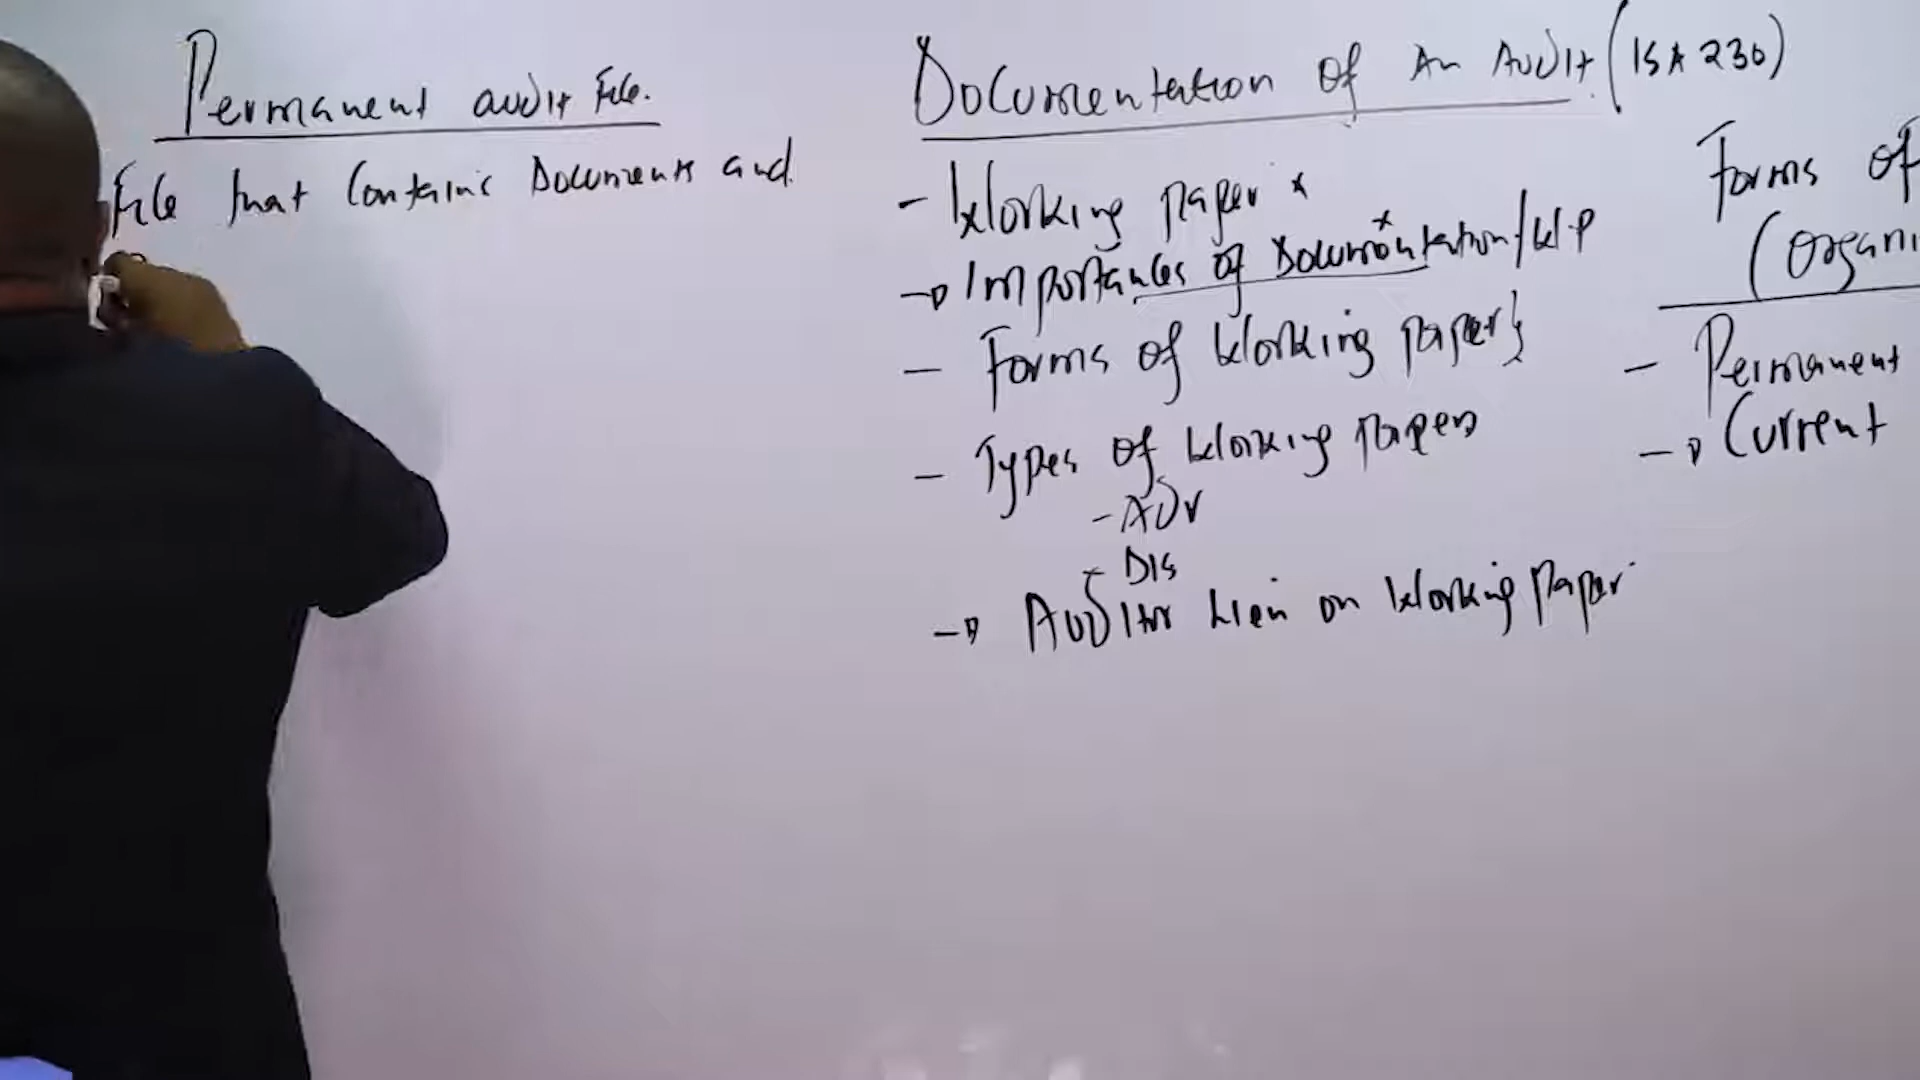 Permanent audit File.
File that Contains Documents and
Documentation of An Audit (ISA 230)
- Working paper x
Importances of Documentation/W.P
- Forms of Working papers
- Types of Working papers
- ADV
- DIS
Auditor Lien on Working Paper
Forms of
(Organi
- Permanent
Current